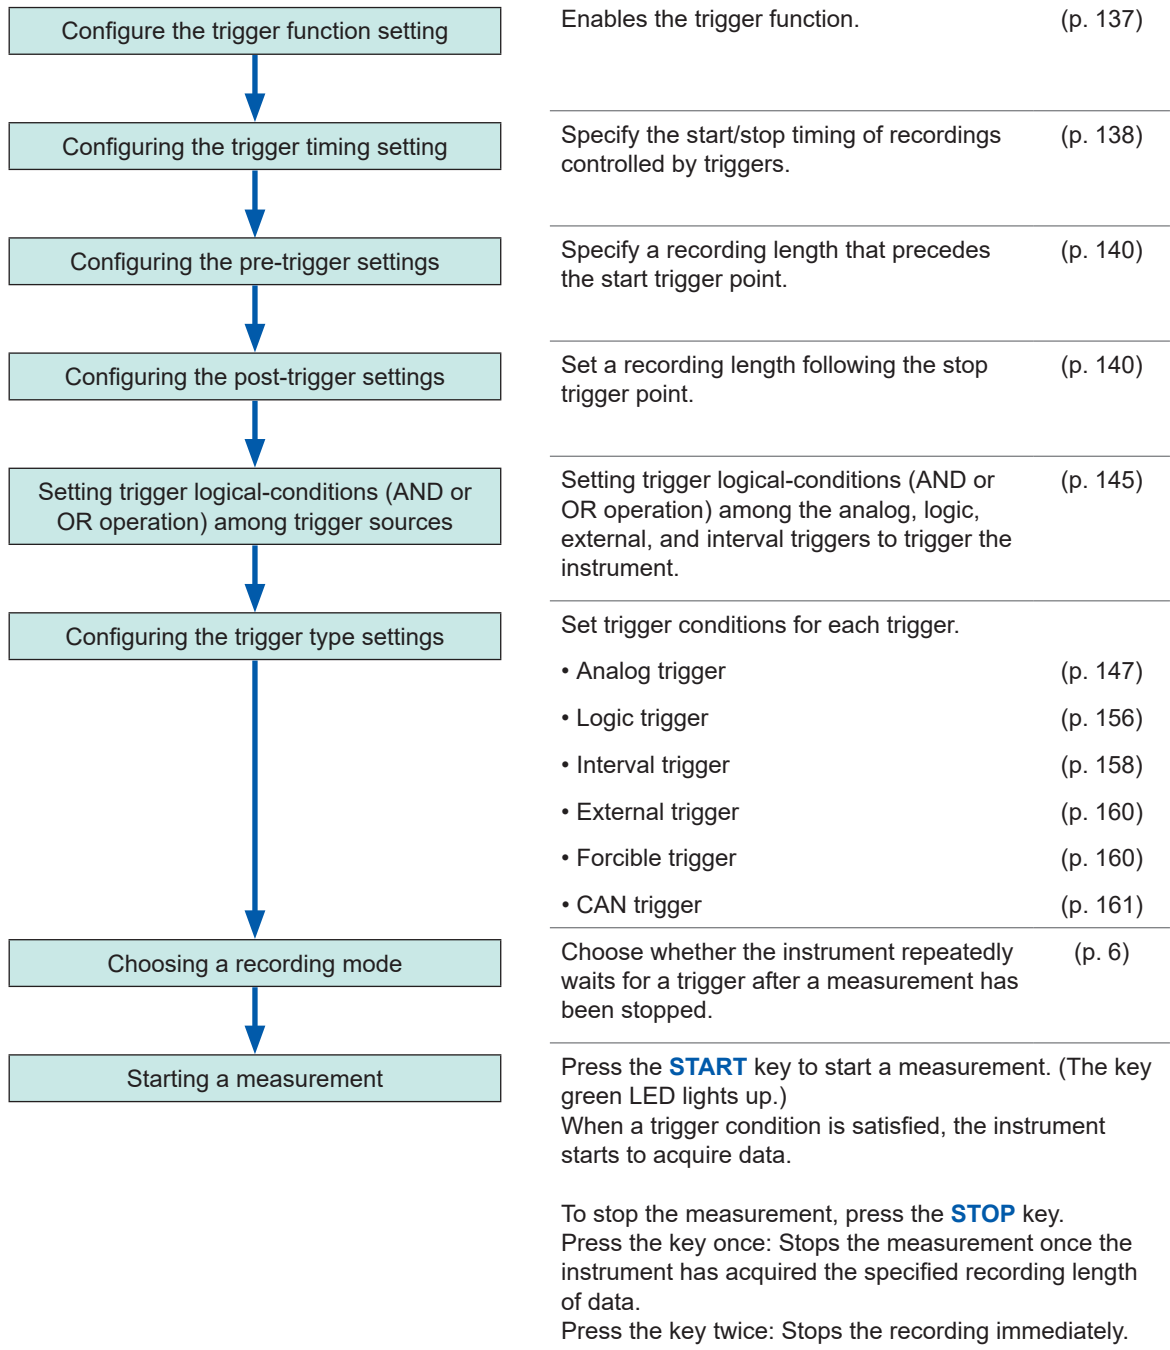 Configure the trigger function setting
Enables the trigger function. (p. 137)
Configuring the trigger timing setting
Specify the start/stop timing of recordings (p. 138)
controlled by triggers.
Configuring the pre-trigger settings
Specify a recording length that precedes (p. 140)
the start trigger point.
Configuring the post-trigger settings
Set a recording length following the stop (p. 140)
trigger point.
Setting trigger logical-conditions (AND or
OR operation) among trigger sources
Setting trigger logical-conditions (AND or (p. 145)
OR operation) among the analog, logic,
external, and interval triggers to trigger the
instrument.
Configuring the trigger type settings
Set trigger conditions for each trigger.
• Analog trigger (p. 147)
• Logic trigger (p. 156)
• Interval trigger (p. 158)
• External trigger (p. 160)
• Forcible trigger (p. 160)
• CAN trigger (p. 161)
Choosing a recording mode
Choose whether the instrument repeatedly (p. 6)
waits for a trigger after a measurement has
been stopped.
Starting a measurement
Press the START key to start a measurement. (The key
green LED lights up.)
When a trigger condition is satisfied, the instrument
starts to acquire data.
To stop the measurement, press the STOP key.
Press the key once: Stops the measurement once the
instrument has acquired the specified recording length
of data.
Press the key twice: Stops the recording immediately.